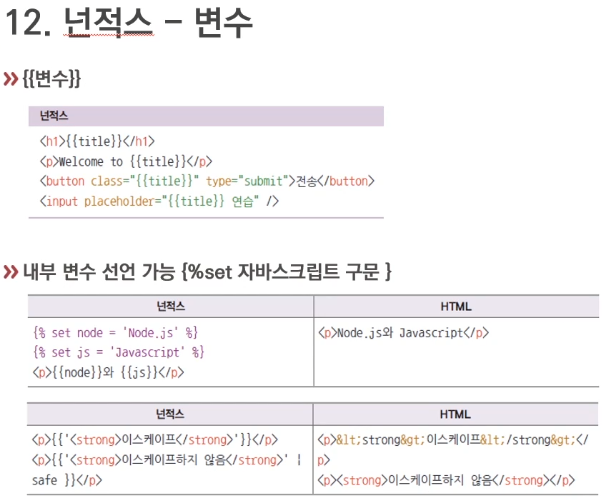 12. 넌적스 – 변수
» {{변수}}
넌적스
<h1>{{title}}</h1>
<p>Welcome to {{title}}</p>
<button class="{{title}}" type="submit">전송</button>
<input placeholder="{{title}} 연습" />
» 내부 변수 선언 가능 {%set 자바스크립트 구문 }
넌적스
HTML
{% set node = 'Node.js' %}
{% set js = 'Javascript' %}
<p>{{node}}와 {{js}}</p>
<p>Node.js와 Javascript</p>
넌적스
HTML
<p>{{'<strong>이스케이프</strong>'}}</p>
<p>{{'<strong>이스케이프하지 않음</strong>' |
safe }}</p>
<p>&lt;strong&gt;이스케이프&lt;/strong&gt;</
p>
<p><strong>이스케이프하지 않음</strong></p>